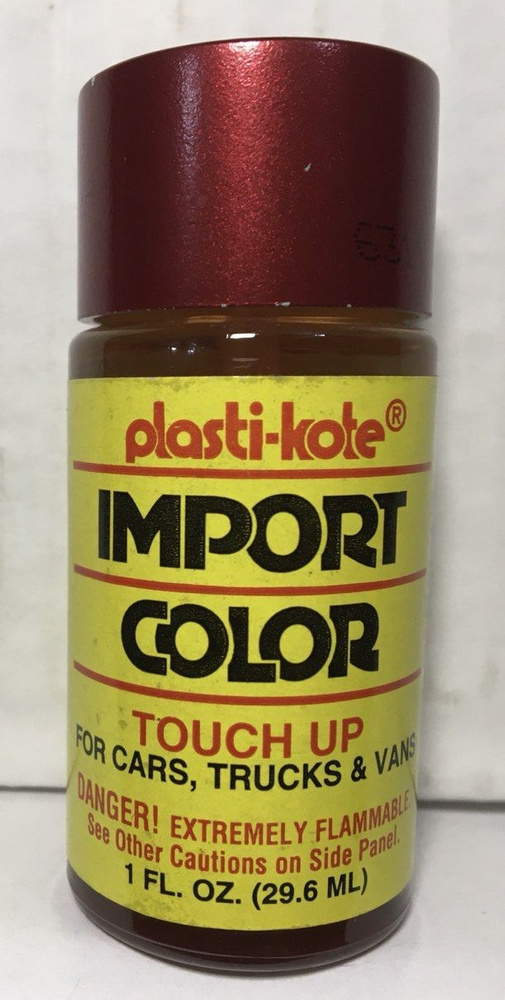 plasti-kote®
IMPORT
COLOR
TOUCH UP
FOR CARS, TRUCKS & VANS
DANGER! EXTREMELY FLAMMABLE.
See Other Cautions on Side Panel.
1 FL. OZ. (29.6 ML)